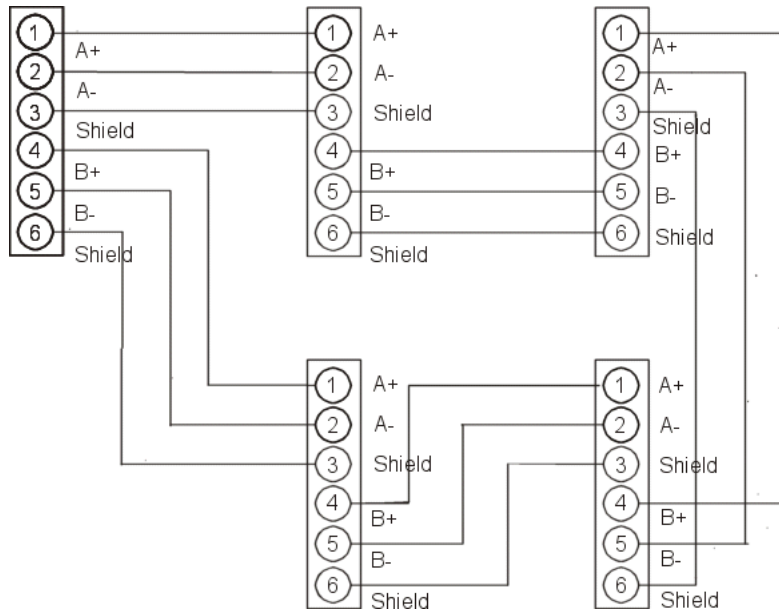 1
A+
2
A-
3
Shield
4
B+
5
B-
6
Shield
1 A+
2 A-
3 Shield
4
B+
5
B-
6
Shield
1
A+
2
A-
3
Shield
4 B+
5 B-
6 Shield
1 A+
2 A-
3
Shield
4
B+
5
B-
6
Shield
1 A+
2 A-
3
Shield
4
B+
5
B-
6
Shield